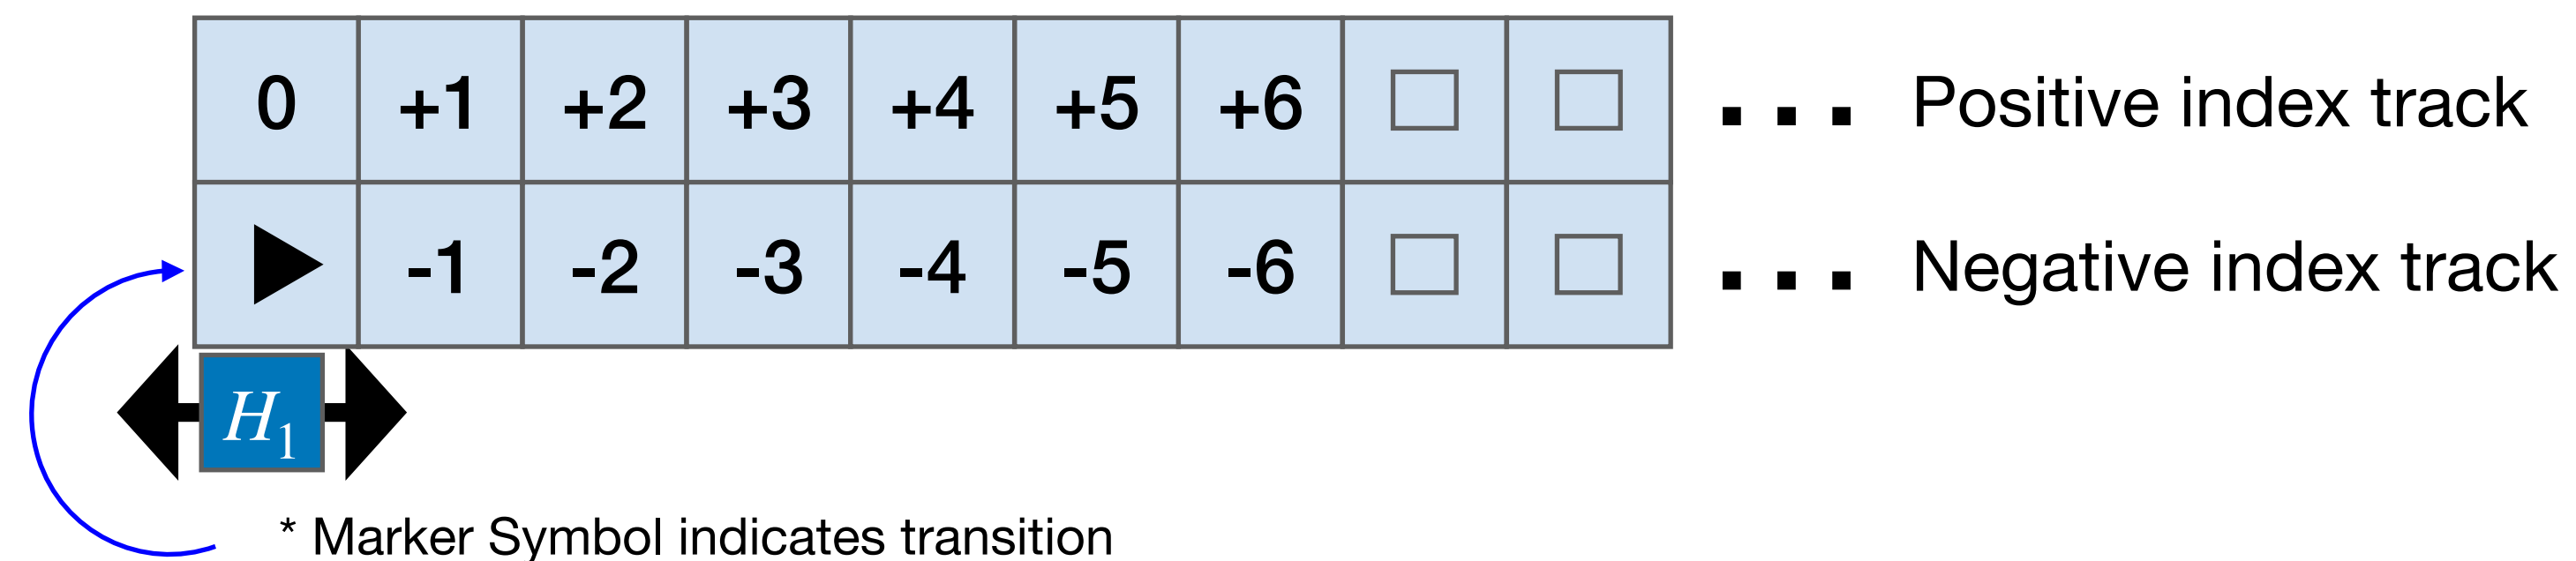 0 +1 +2 +3 +4 +5 +6 ... Positive index track
-1 -2 -3 -4 -5 -6 ... Negative index track
H1
* Marker Symbol indicates transition